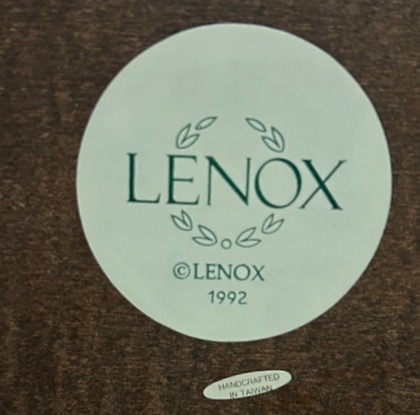 LENOX
©LENOX
1992
HANDCRAFTED
IN TAIWAN